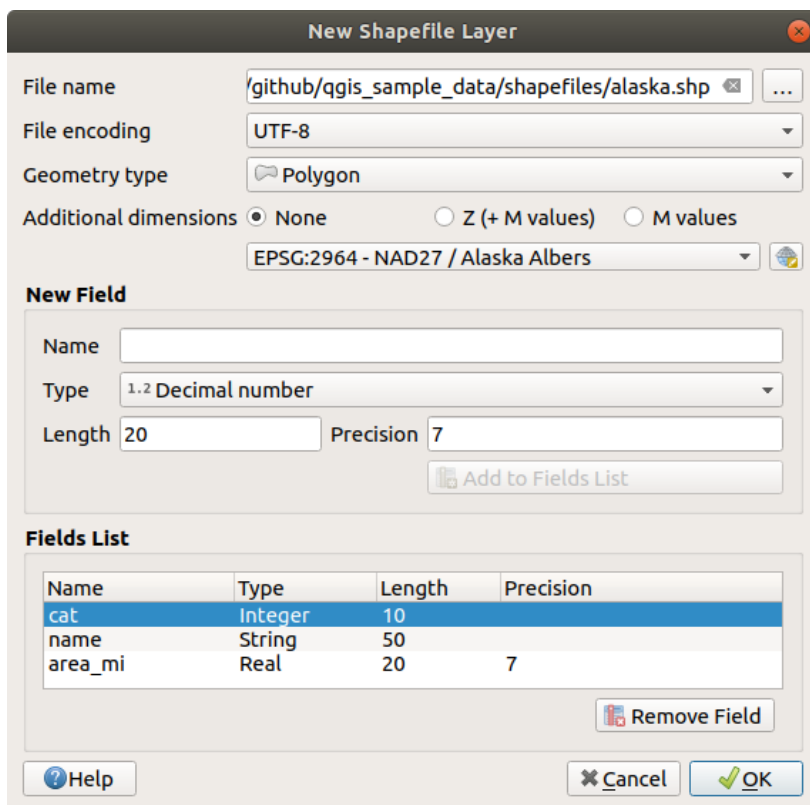 New Shapefile Layer
File name /github/qgis_sample_data/shapefiles/alaska.shp ...
File encoding UTF-8
Geometry type Polygon
Additional dimensions None Z (+ M values) M values
EPSG:2964 - NAD27 / Alaska Albers
New Field
Name
Type 1.2 Decimal number
Length 20 Precision 7
Add to Fields List
Fields List
Name Type Length Precision
cat Integer 10
name String 50
area_mi Real 20 7
Remove Field
Help Cancel OK